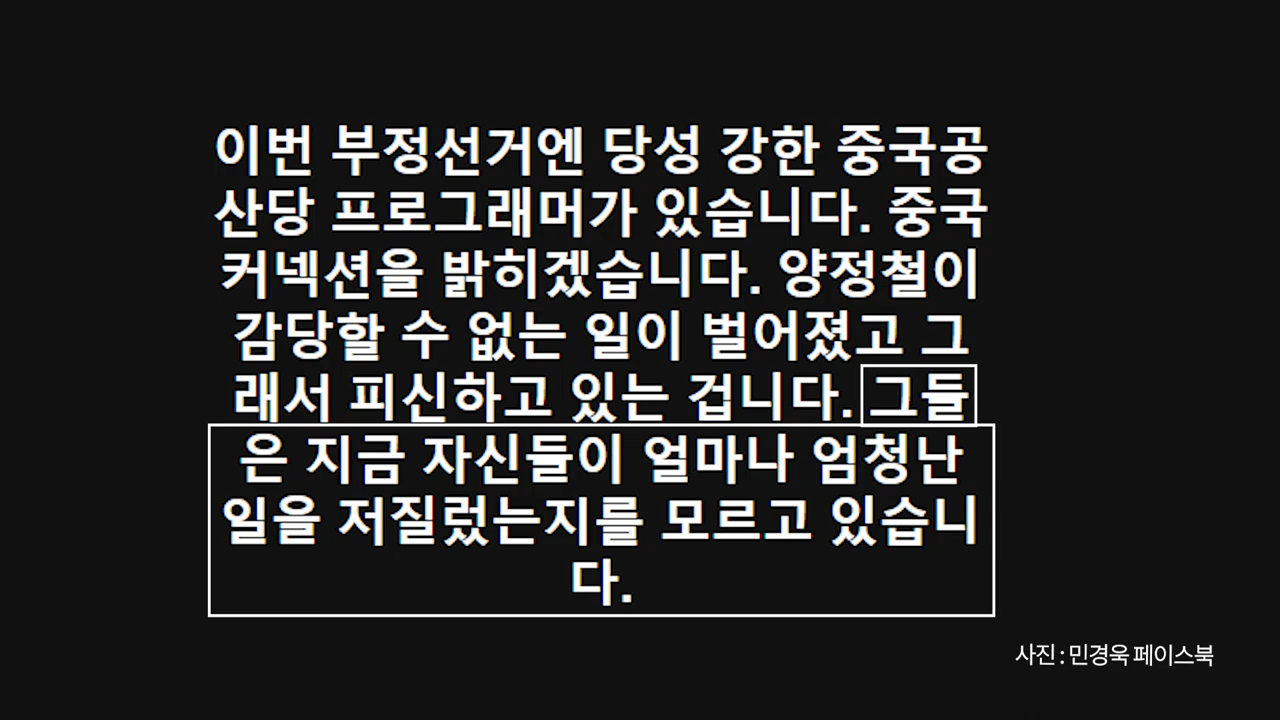 이번 부정선거엔 당성 강한 중국공
산당 프로그래머가 있습니다. 중국
커넥션을 밝히겠습니다. 양정철이
감당할 수 없는 일이 벌어졌고 그
래서 피신하고 있는 겁니다. 그들
은 지금 자신들이 얼마나 엄청난
일을 저질렀는지를 모르고 있습니
다.
사진 : 민경욱 페이스북